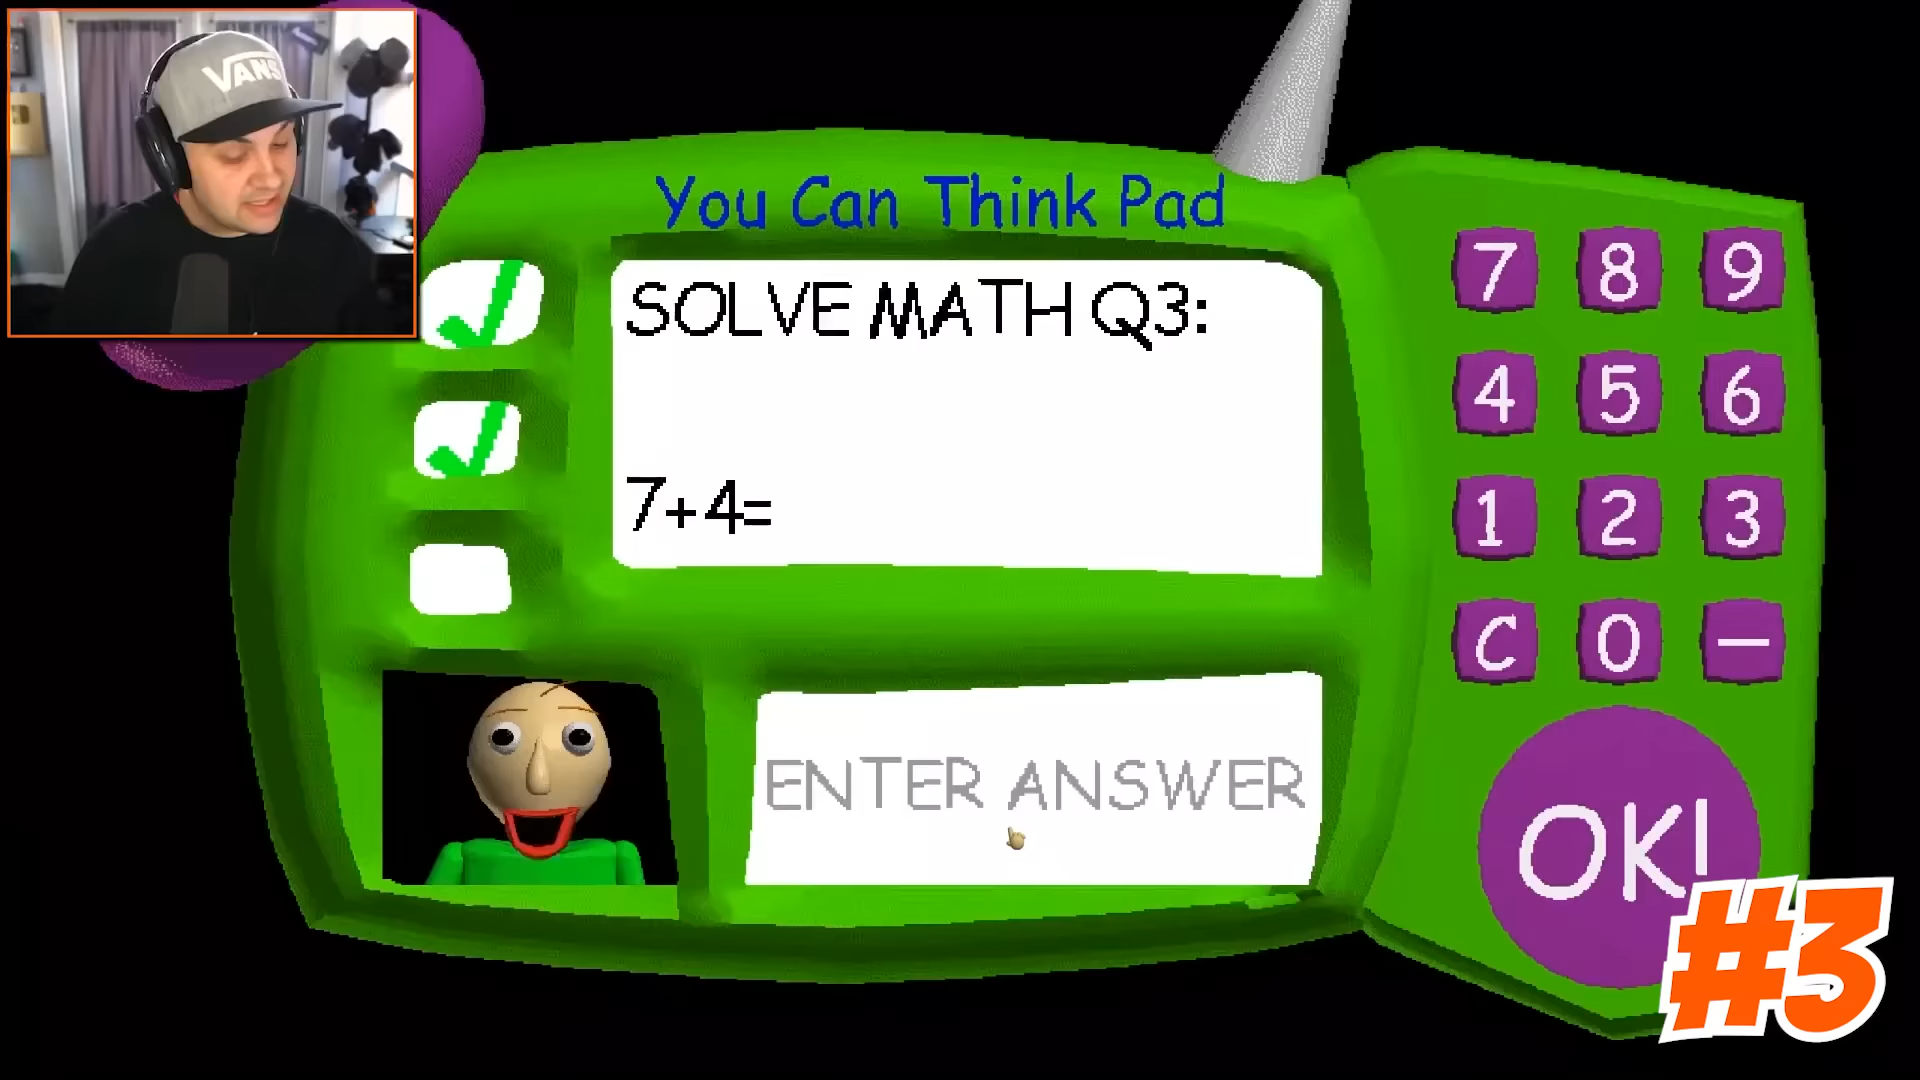 VANS
You Can Think Pad
SOLVE MATH Q3:
7+4=
7 8 9
4 5 6
1 2 3
C 0 —
ENTER ANSWER
OK!
#3